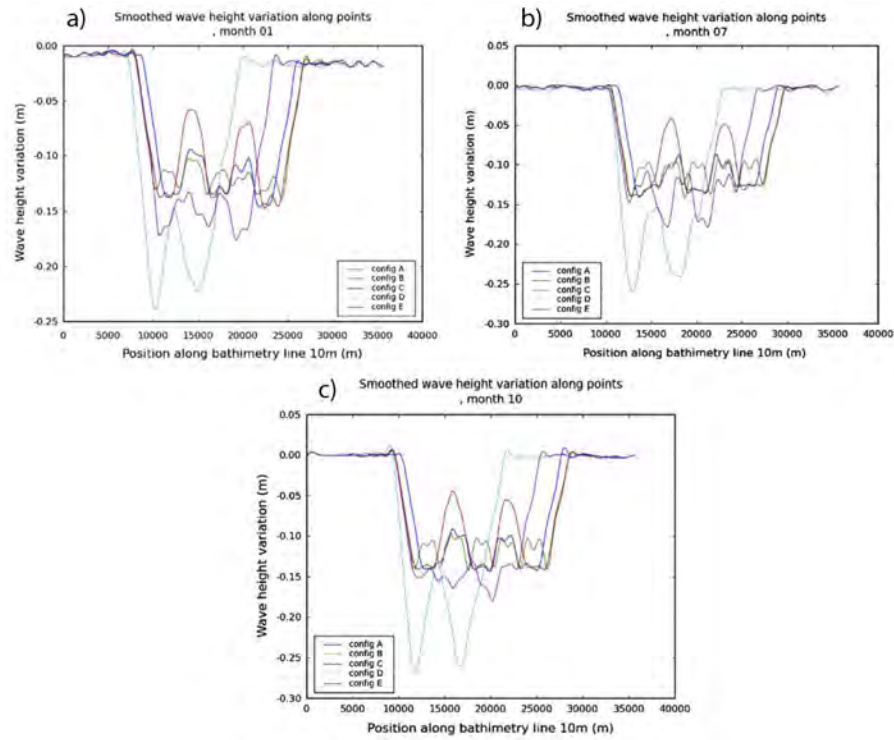 a)
Smoothed wave height variation along points
, month 01
Wave height variation (m)
0.00
-0.05
-0.10
-0.15
-0.20
-0.25
config A
config B
config C
config D
config E
0
5000
10000
15000
20000
25000
30000
35000
40000
Position along bathimetry line 10m (m)
b)
Smoothed wave height variation along points
, month 07
Wave height variation (m)
0.05
0.00
-0.05
-0.10
-0.15
-0.20
-0.25
-0.30
config A
config B
config C
config D
config E
0
5000
10000
15000
20000
25000
30000
35000
40000
Position along bathimetry line 10m (m)
c)
Smoothed wave height variation along points
, month 10
Wave height variation (m)
0.05
0.00
-0.05
-0.10
-0.15
-0.20
-0.25
-0.30
config A
config B
config C
config D
config E
0
5000
10000
15000
20000
25000
30000
35000
40000
Position along bathimetry line 10m (m)